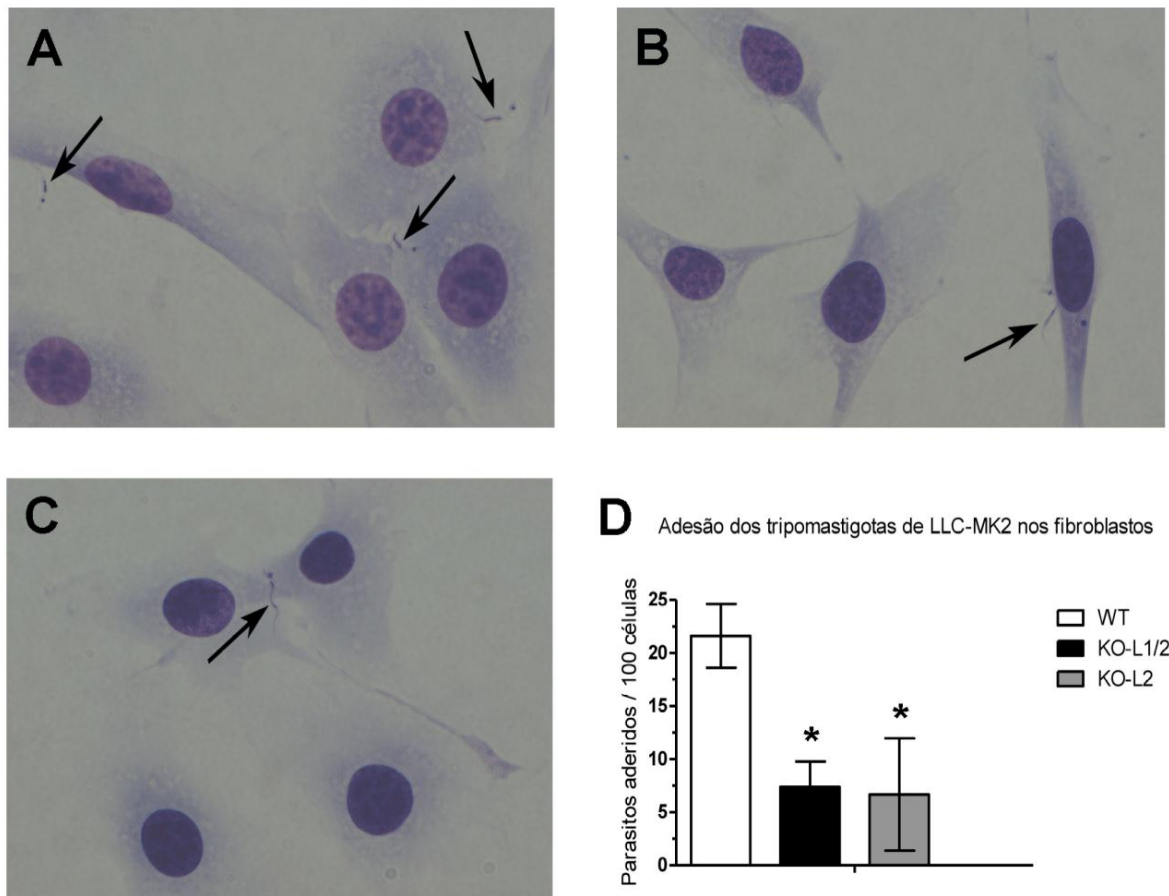 A
B
C
D
Adesão dos tripomastigotas de LLC-MK2 nos fibroblastos
Parasitos aderidos / 100 células
25
20
15
10
5
0
*
*
WT
KO-L1/2
KO-L2